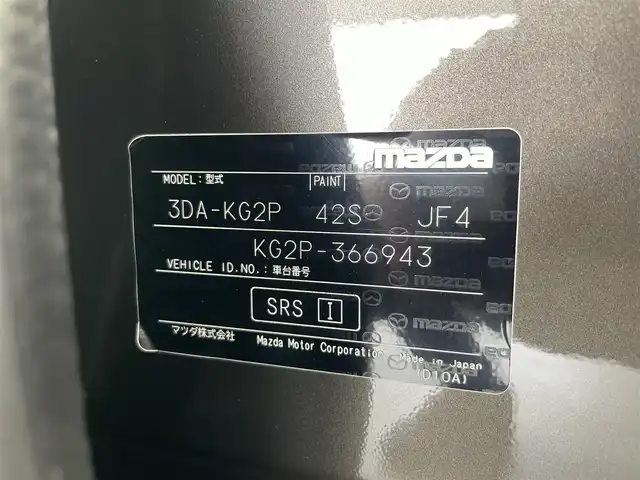 mazda
MODEL:型式 PAINT
3DA-KG2P 42S JF4
KG2P-366943
VEHICLE ID.NO.:車台番号
SRS I
マツダ株式会社 Mazda Motor Corporation Made in Japan
(D10A)